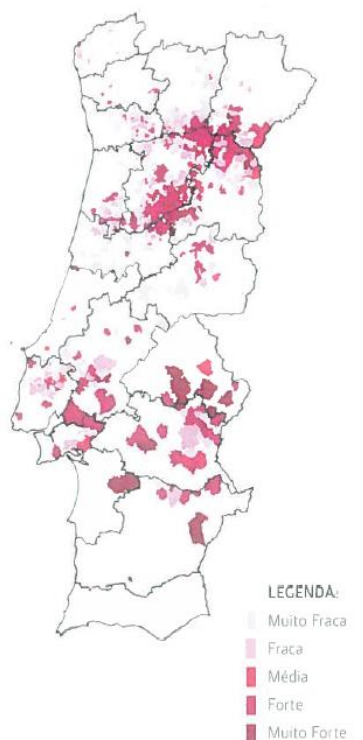 LEGENDA:
Muito Fraca
Fraca
Média
Forte
Muito Forte